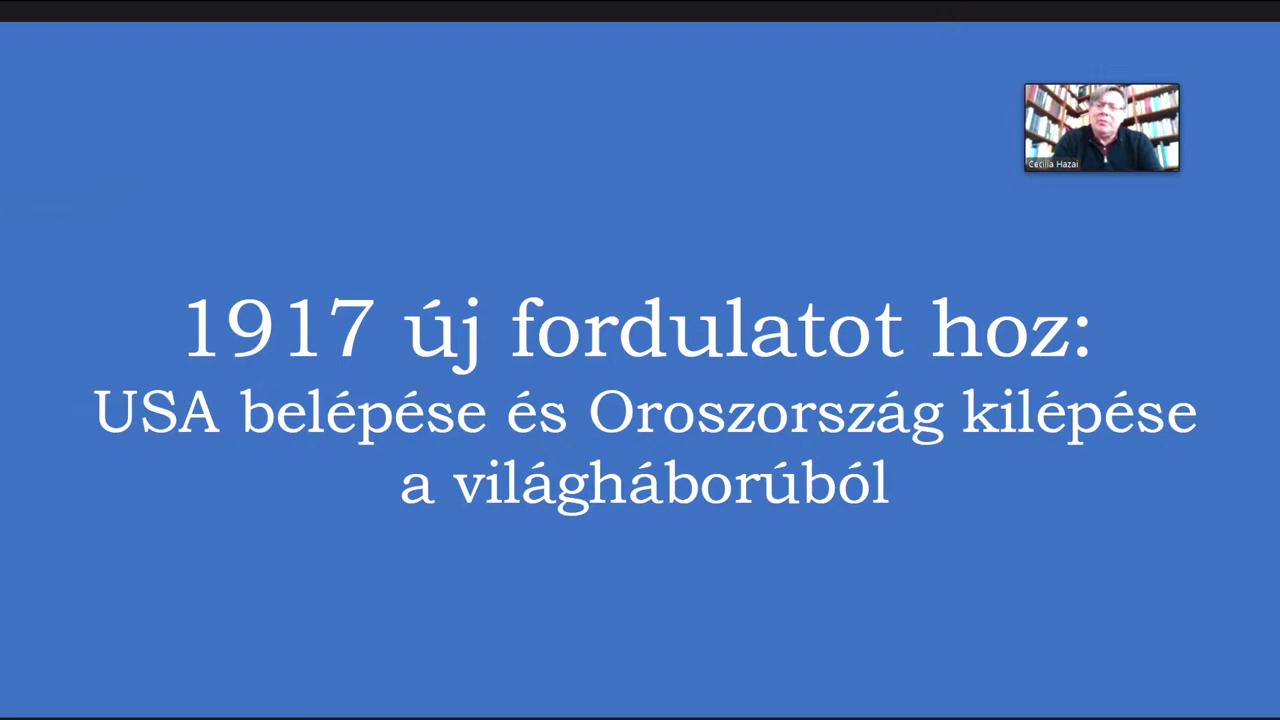 Cecilia Hazai
1917 új fordulatot hoz:
USA belépése és Oroszország kilépése
a világháborúból